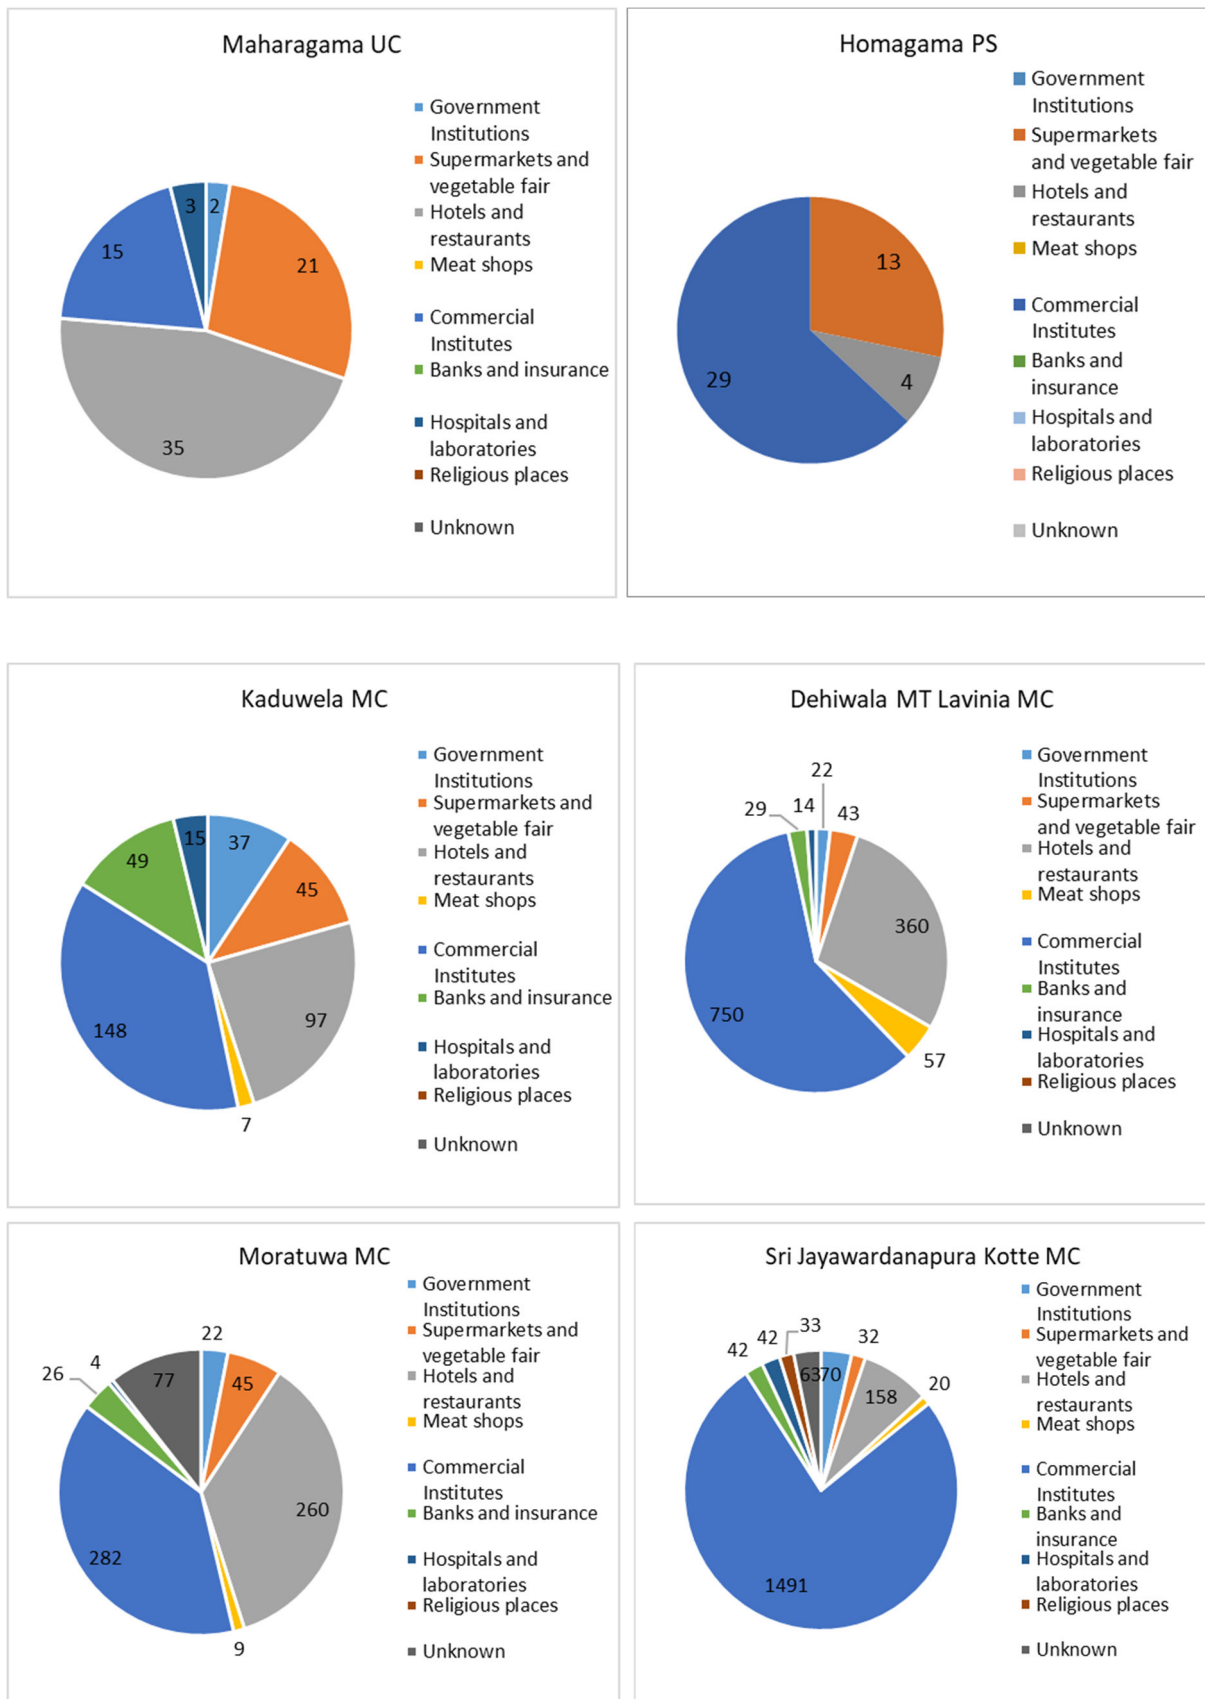 Maharagama UC
Government
Institutions
Supermarkets and
vegetable fair
Hotels and
restaurants
Meat shops
Commercial
Institutes
Banks and insurance
Hospitals and
laboratories
Religious places
Unknown
3
2
15
21
35
Homagama PS
Government
Institutions
Supermarkets
and vegetable fair
Hotels and
restaurants
Meat shops
Commercial
Institutes
Banks and
insurance
Hospitals and
laboratories
Religious places
Unknown
13
29
4
Kaduwela MC
Government
Institutions
Supermarkets and
vegetable fair
Hotels and
restaurants
Meat shops
Commercial
Institutes
Banks and insurance
Hospitals and
laboratories
Religious places
Unknown
15
37
49
45
97
148
7
Dehiwala MT Lavinia MC
Government
Institutions
Supermarkets
and vegetable fair
Hotels and
restaurants
Meat shops
Commercial
Institutes
Banks and
insurance
Hospitals and
laboratories
Religious places
Unknown
22
29
14
43
360
750
57
Moratuwa MC
Government
Institutions
Supermarkets and
vegetable fair
Hotels and
restaurants
Meat shops
Commercial
Institutes
Banks and insurance
Hospitals and
laboratories
Religious places
Unknown
22
4
26
77
45
260
282
9
Sri Jayawardanapura Kotte MC
Government
Institutions
Supermarkets and
vegetable fair
Hotels and
restaurants
Meat shops
Commercial
Institutes
Banks and
insurance
Hospitals and
laboratories
Religious places
Unknown
42
42
33
32
63
70
20
158
1491